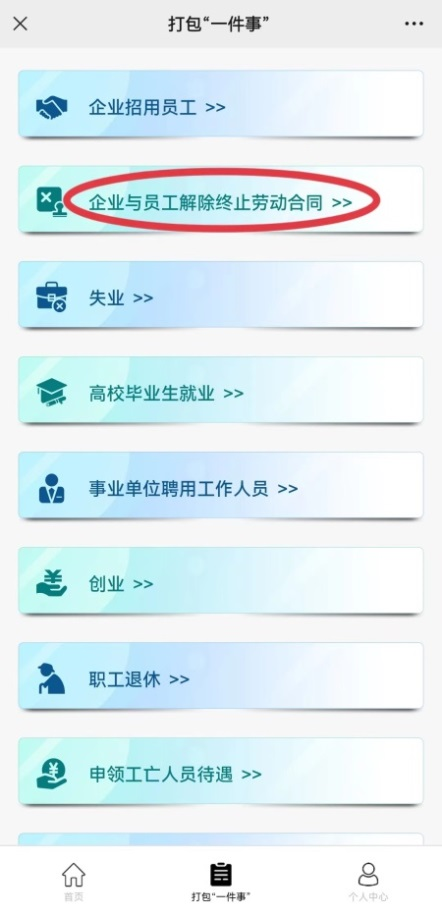 打包“一件事”
企业招用员工 >>
企业与员工解除终止劳动合同 >>
失业 >>
高校毕业生就业 >>
事业单位聘用工作人员 >>
创业 >>
职工退休 >>
申领工亡人员待遇 >>
首页
打包“一件事”
个人中心